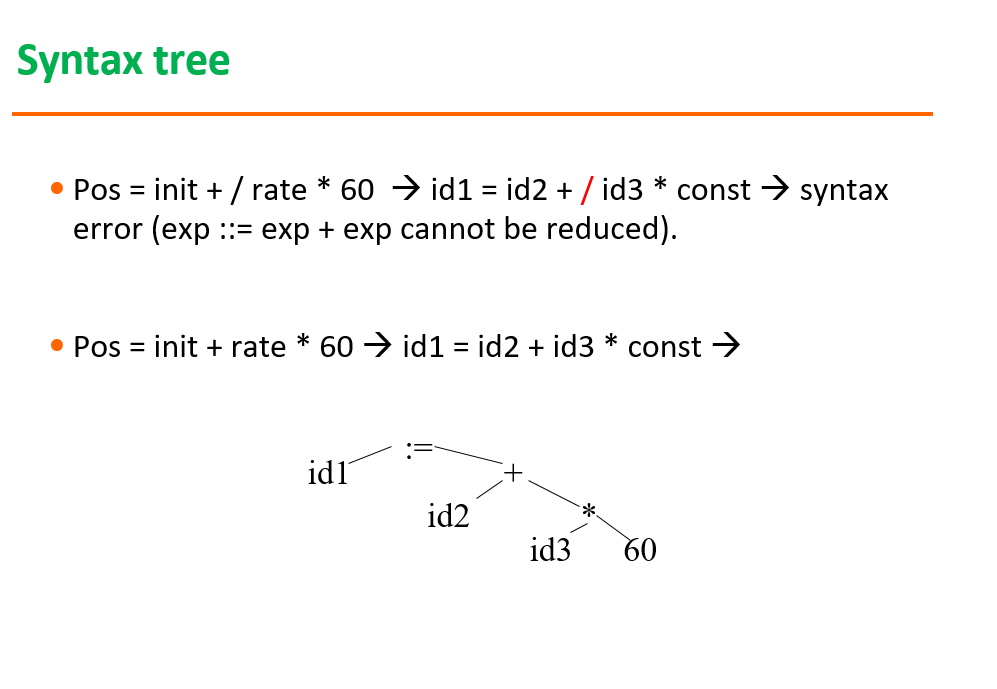 Syntax tree
• Pos = init + / rate * 60 → id1 = id2 + / id3 * const → syntax
error (exp ::= exp + exp cannot be reduced).
• Pos = init + rate * 60 → id1 = id2 + id3 * const →
:=
id1
+
id2
*
id3 60